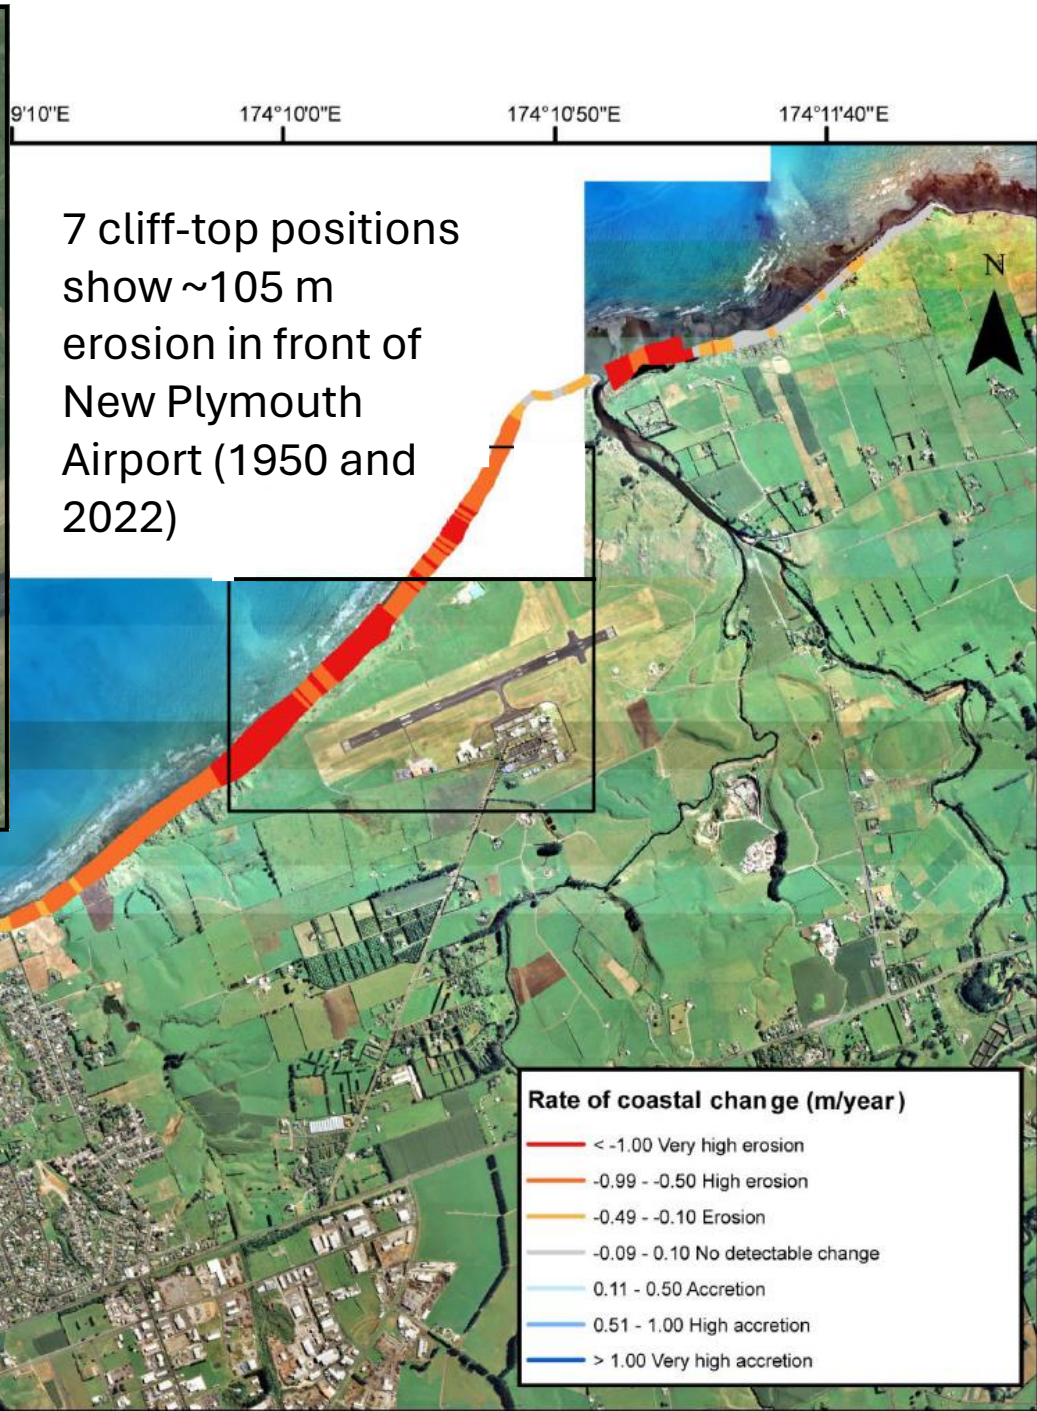 9'10"E 174°10'0"E 174°10'50"E 174°11'40"E
7 cliff-top positions
show ~105 m
erosion in front of
New Plymouth
Airport (1950 and
2022)
N
Rate of coastal change (m/year)
< -1.00 Very high erosion
-0.99 - -0.50 High erosion
-0.49 - -0.10 Erosion
-0.09 - 0.10 No detectable change
0.11 - 0.50 Accretion
0.51 - 1.00 High accretion
> 1.00 Very high accretion